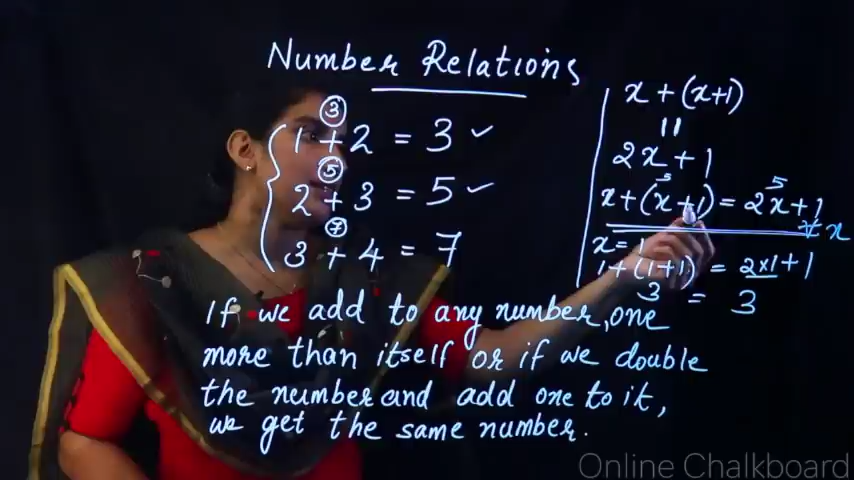 Number Relations
3
1 + 2 = 3 ✓
5
2 + 3 = 5 ✓
7
3 + 4 = 7
If we add to any number, one
more than itself or if we double
the number and add one to it,
we get the same number.
x + (x+1)
=
2x + 1
5 5
x + (x+1) = 2x + 1
∀ x
x = 1
1 + (1+1) = 2×1 + 1
3 = 3
Online Chalkboard